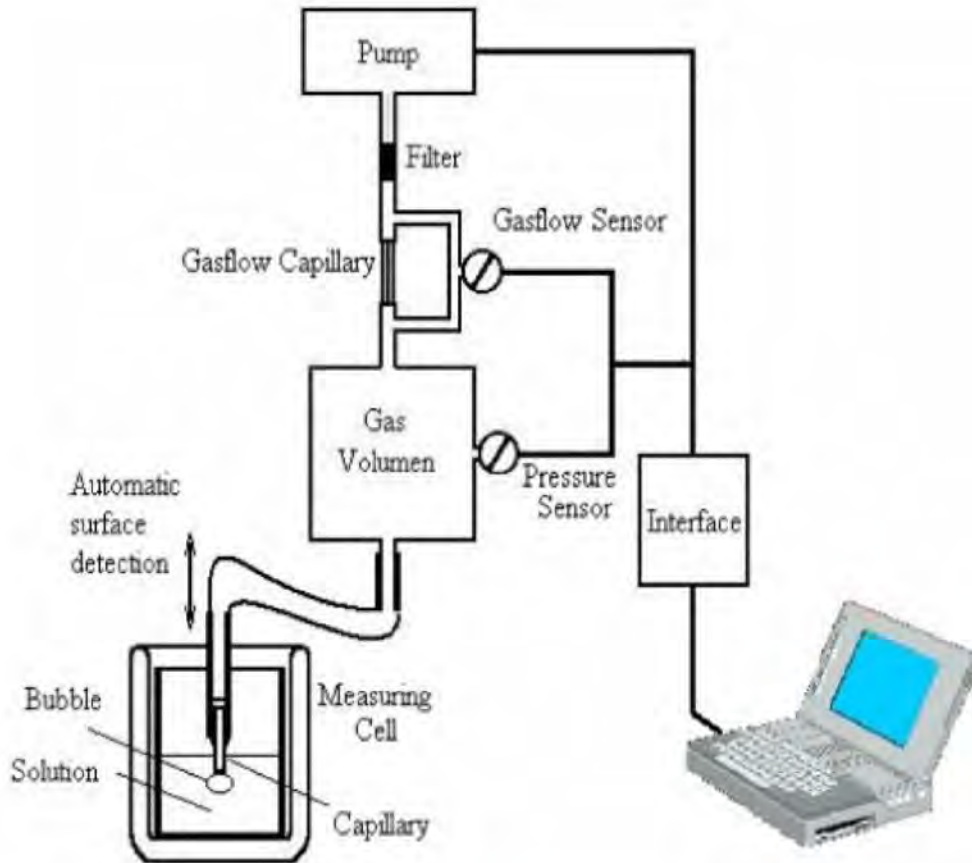 Pump
Filter
Gasflow Sensor
Gasflow Capillary
Gas
Volumen
Pressure
Sensor
Interface
Automatic
surface
detection
Bubble
Measuring
Cell
Solution
Capillary